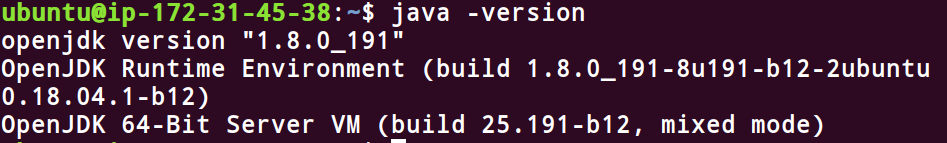 ubuntu@ip-172-31-45-38:~$ java -version
openjdk version "1.8.0_191"
OpenJDK Runtime Environment (build 1.8.0_191-8u191-b12-2ubuntu
0.18.04.1-b12)
OpenJDK 64-Bit Server VM (build 25.191-b12, mixed mode)